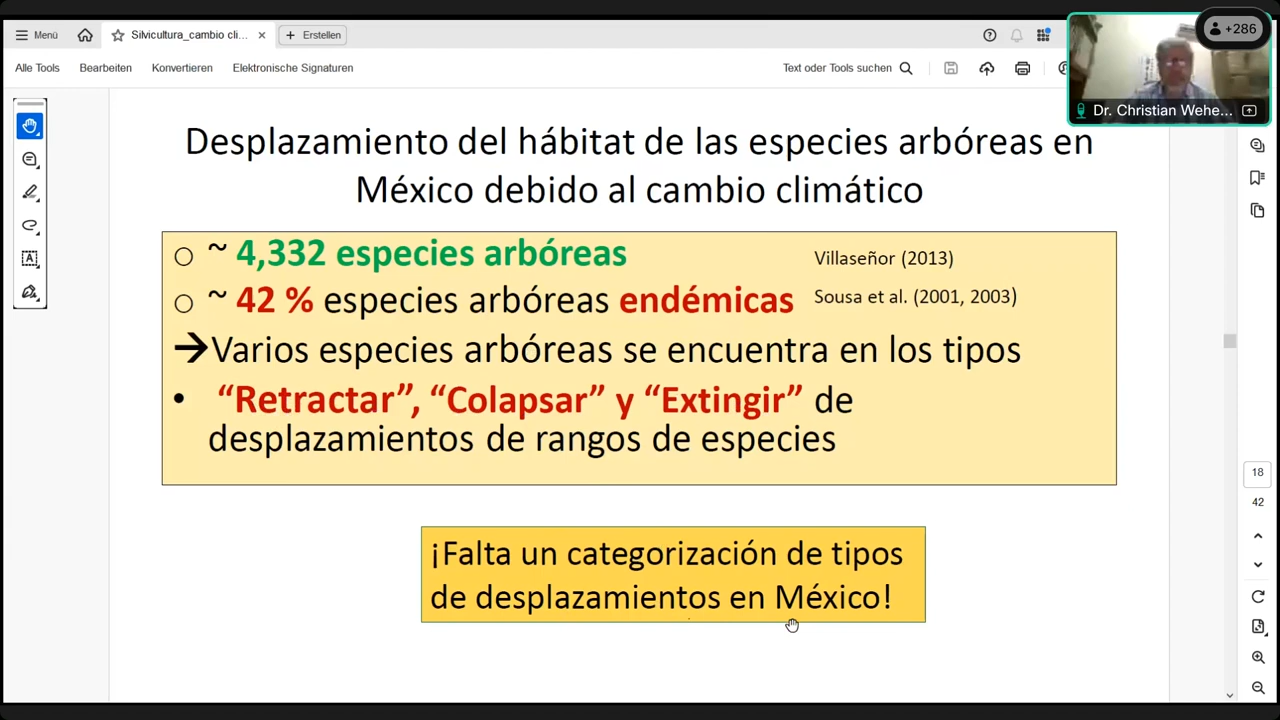 Menü
Silvicultura_cambio cli...
Erstellen
+286
Alle Tools
Bearbeiten
Konvertieren
Elektronische Signaturen
Text oder Tools suchen
Dr. Christian Wehe...
Desplazamiento del hábitat de las especies arbóreas en
México debido al cambio climático
~ 4,332 especies arbóreas
Villaseñor (2013)
~ 42 % especies arbóreas endémicas
Sousa et al. (2001, 2003)
→Varios especies arbóreas se encuentra en los tipos
• “Retractar”, “Colapsar” y “Extingir” de
desplazamientos de rangos de especies
¡Falta un categorización de tipos
de desplazamientos en México!
18
42